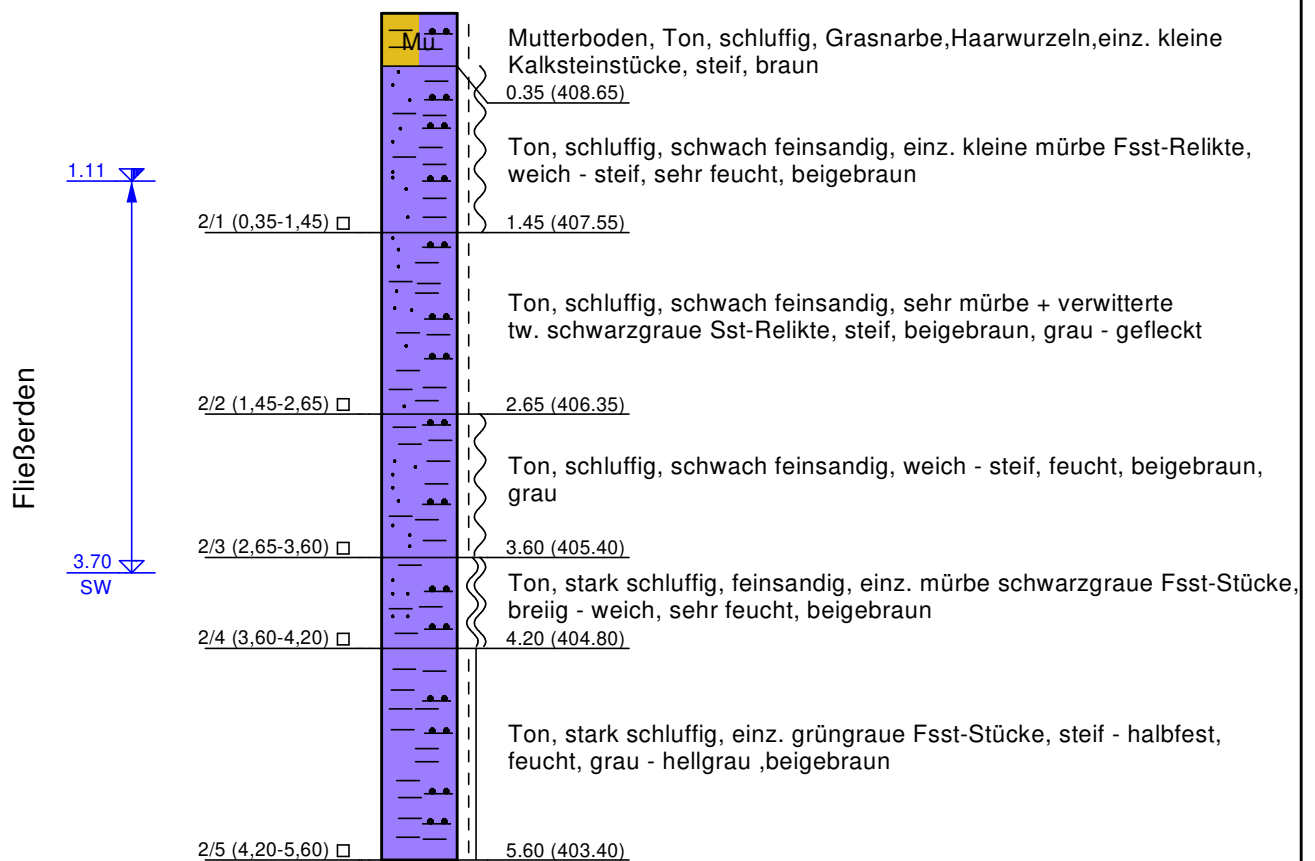 Mu
Mutterboden, Ton, schluffig, Grasnarbe,Haarwurzeln,einz. kleine
Kalksteinstücke, steif, braun
0.35 (408.65)
Ton, schluffig, schwach feinsandig, einz. kleine mürbe Fsst-Relikte,
weich - steif, sehr feucht, beigebraun
1.11
2/1 (0,35-1,45)
1.45 (407.55)
Ton, schluffig, schwach feinsandig, sehr mürbe + verwitterte
tw. schwarzgraue Sst-Relikte, steif, beigebraun, grau - gefleckt
2/2 (1,45-2,65)
2.65 (406.35)
Fließerden
Ton, schluffig, schwach feinsandig, weich - steif, feucht, beigebraun,
grau
2/3 (2,65-3,60)
3.60 (405.40)
3.70
SW
Ton, stark schluffig, feinsandig, einz. mürbe schwarzgraue Fsst-Stücke,
breiig - weich, sehr feucht, beigebraun
2/4 (3,60-4,20)
4.20 (404.80)
Ton, stark schluffig, einz. grüngraue Fsst-Stücke, steif - halbfest,
feucht, grau - hellgrau ,beigebraun
2/5 (4,20-5,60)
5.60 (403.40)